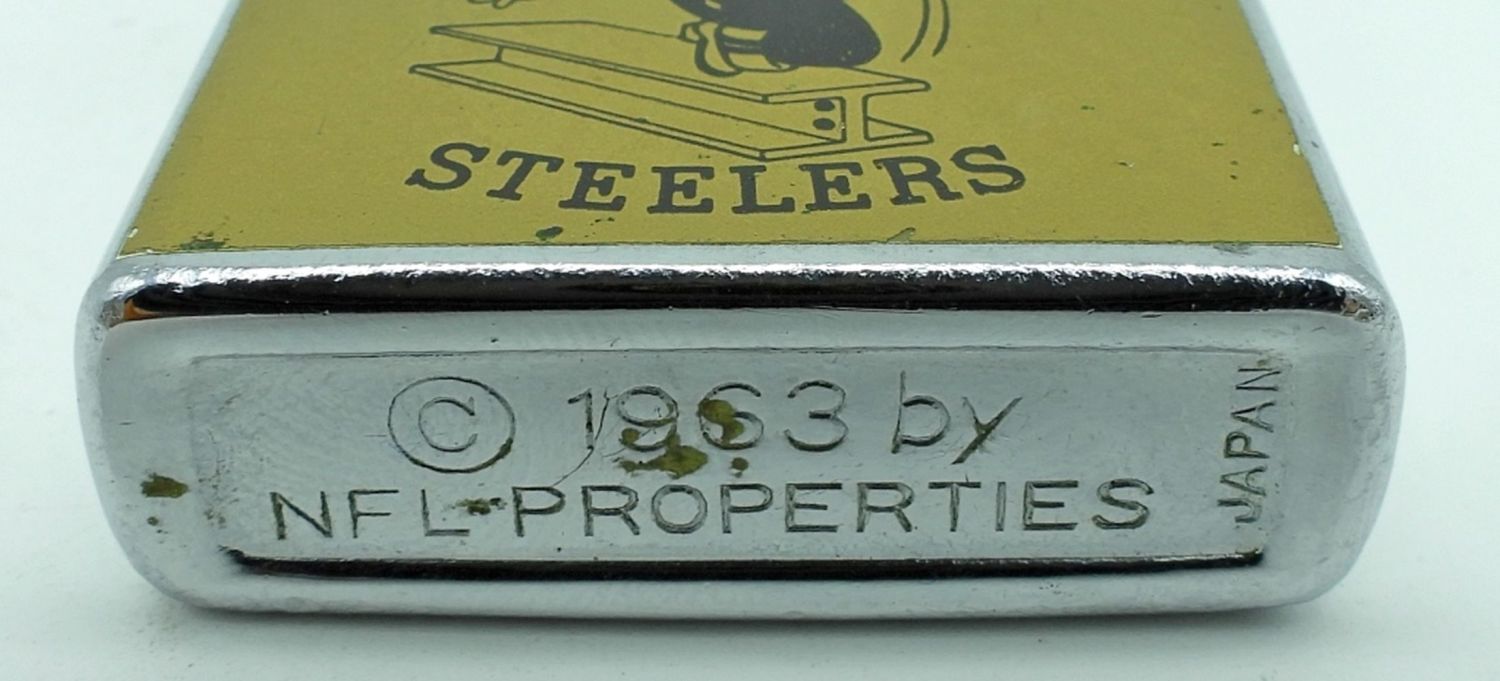 STEELERS
© 1963 by
NFL-PROPERTIES
JAPAN